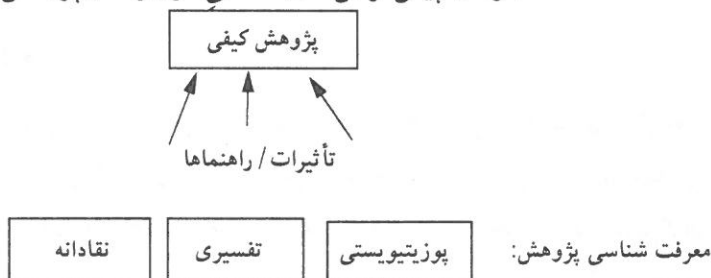 پژوهش کیفی
تأثیرات / راهنماها
معرفت شناسی پژوهش: پوزیتیویستی تفسیری نقادانه